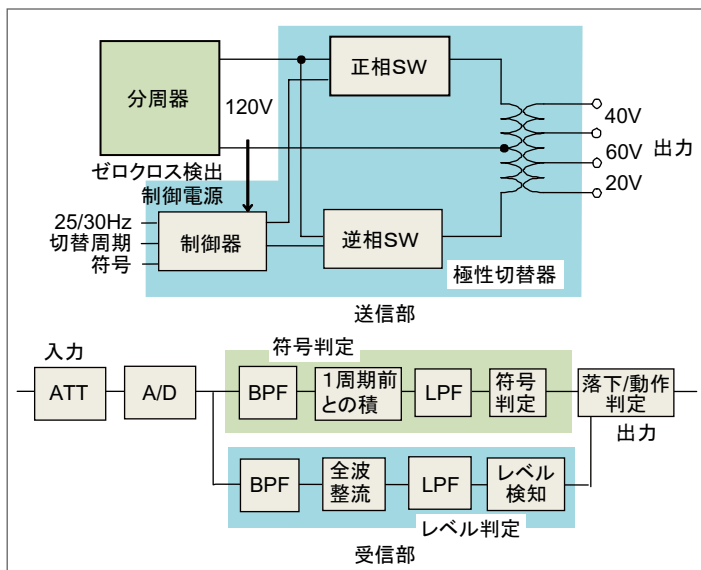 分周器
正相SW
120V
40V
60V
出力
20V
ゼロクロス検出
制御電源
25/30Hz
切替周期
符号
制御器
逆相SW
極性切替器
送信部
入力
符号判定
ATT
A/D
BPF
1周期前
との積
LPF
符号
判定
落下/動作
判定
出力
BPF
全波
整流
LPF
レベル
検知
レベル判定
受信部